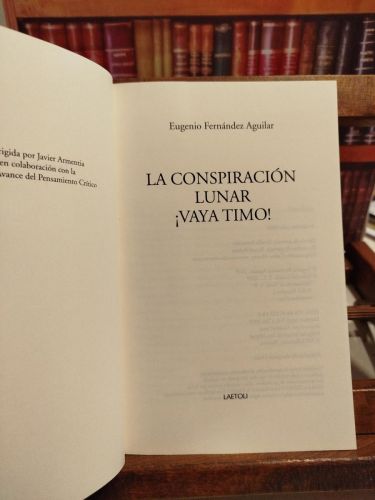 rigida por Javier Armentia
en colaboración con la
Avance del Pensamiento Crítico
Eugenio Fernández Aguilar
LA CONSPIRACIÓN
LUNAR
¡VAYA TIMO!
LAETOLI